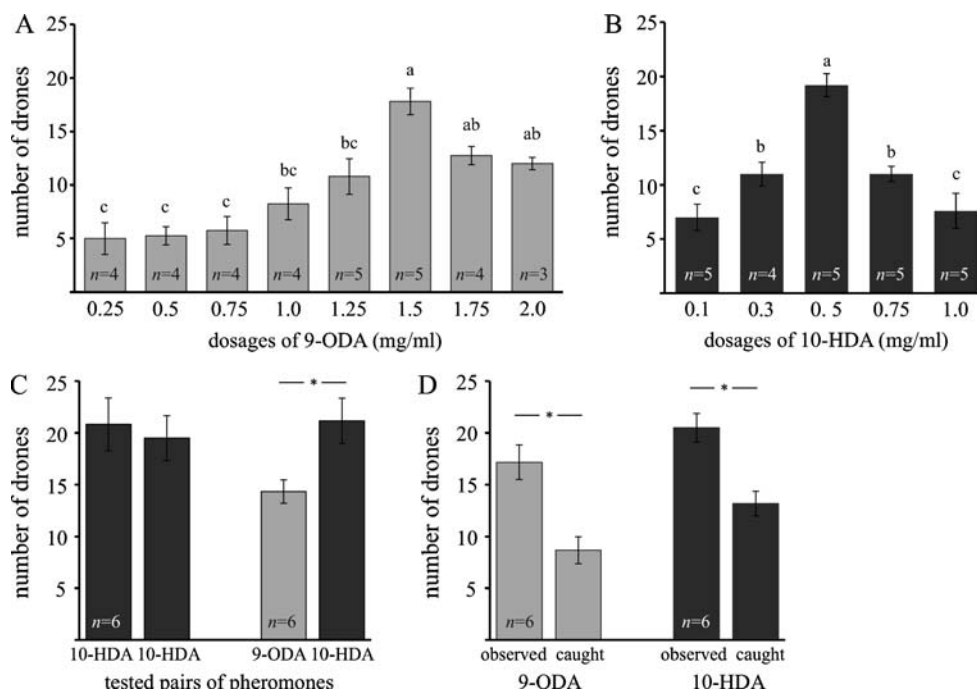 A
number of drones
25
20
15
10
5
c c c bc bc a ab ab
n=4 n=4 n=4 n=4 n=5 n=5 n=4 n=3
0.25 0.5 0.75 1.0 1.25 1.5 1.75 2.0
dosages of 9-ODA (mg/ml)
B
number of drones
25
20
15
10
5
c b a b c
n=5 n=4 n=5 n=5 n=5
0.1 0.3 0. 5 0.75 1.0
dosages of 10-HDA (mg/ml)
C
number of drones
25
20
15
10
5
*
n=6 n=6
10-HDA 10-HDA 9-ODA 10-HDA
tested pairs of pheromones
D
number of drones
25
20
15
10
5
* *
n=6 n=6
observed caught observed caught
9-ODA 10-HDA